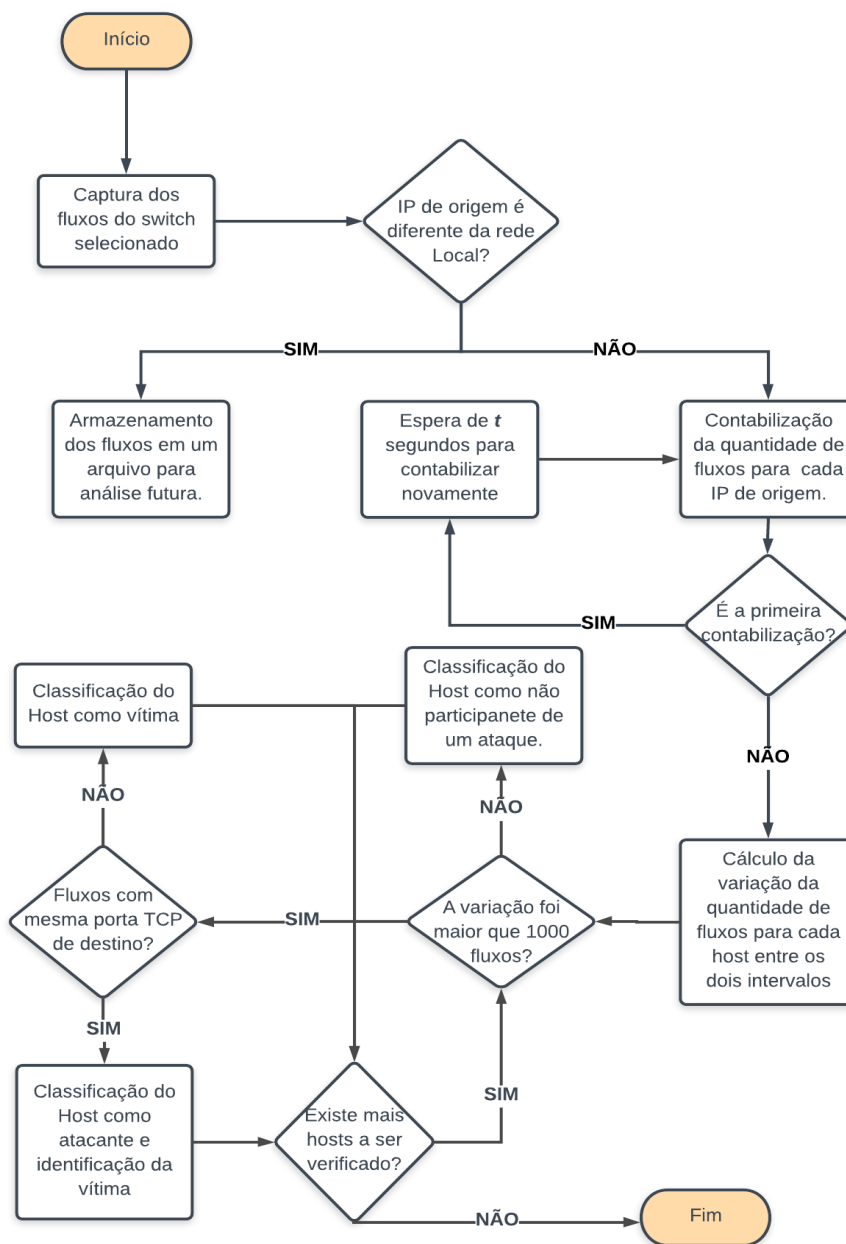 Início
Captura dos
fluxos do switch
selecionado
IP de origem é
diferente da rede
Local?
SIM
NÃO
Armazenamento
dos fluxos em um
arquivo para
análise futura.
Espera de t
segundos para
contabilizar
novamente
Contabilização
da quantidade de
fluxos para cada
IP de origem.
É a primeira
contabilização?
SIM
NÃO
Classificação do
Host como vítima
Classificação do
Host como não
participanete de
um ataque.
NÃO
NÃO
Fluxos com
mesma porta TCP
de destino?
SIM
A variação foi
maior que 1000
fluxos?
Cálculo da
variação da
quantidade de
fluxos para cada
host entre os
dois intervalos
SIM
SIM
Classificação do
Host como
atacante e
identificação da
vítima
Existe mais
hosts a ser
verificado?
NÃO
Fim